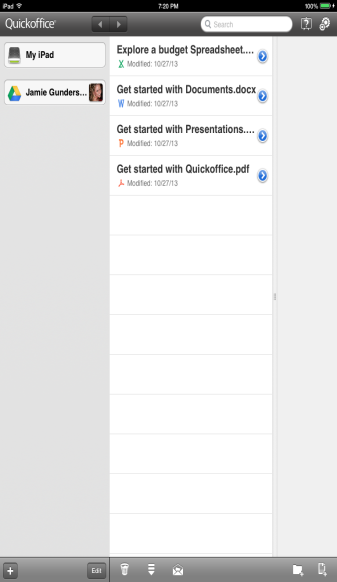 iPad 7:20 PM 100%
Quickoffice Search
My iPad
Jamie Gunders...
Explore a budget Spreadsheet....
X Modified: 10/27/13
Get started with Documents.docx
W Modified: 10/27/13
Get started with Presentations....
P Modified: 10/27/13
Get started with Quickoffice.pdf
Modified: 10/27/13
+ Edit